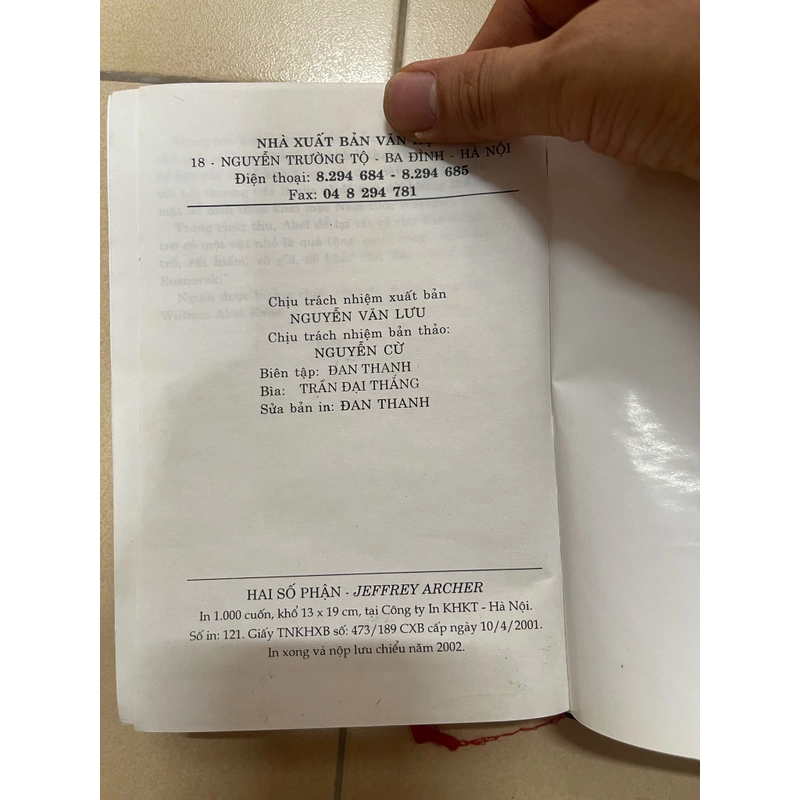 NHÀ XUẤT BẢN VĂN
18 - NGUYỄN TRƯỜNG TỘ - BA ĐÌNH - HÀ NỘI
Điện thoại: 8.294 684 - 8.294 685
Fax: 04 8 294 781
Chịu trách nhiệm xuất bản
NGUYỄN VĂN LƯU
Chịu trách nhiệm bản thảo:
NGUYỄN CỪ
Biên tập: ĐAN THANH
Bìa: TRẦN ĐẠI THẮNG
Sửa bản in: ĐAN THANH
HAI SỐ PHẬN - JEFFREY ARCHER
In 1.000 cuốn, khổ 13 x 19 cm, tại Công ty In KHKT - Hà Nội.
Số in: 121. Giấy TNKHXB số: 473/189 CXB cấp ngày 10/4/2001.
In xong và nộp lưu chiểu năm 2002.